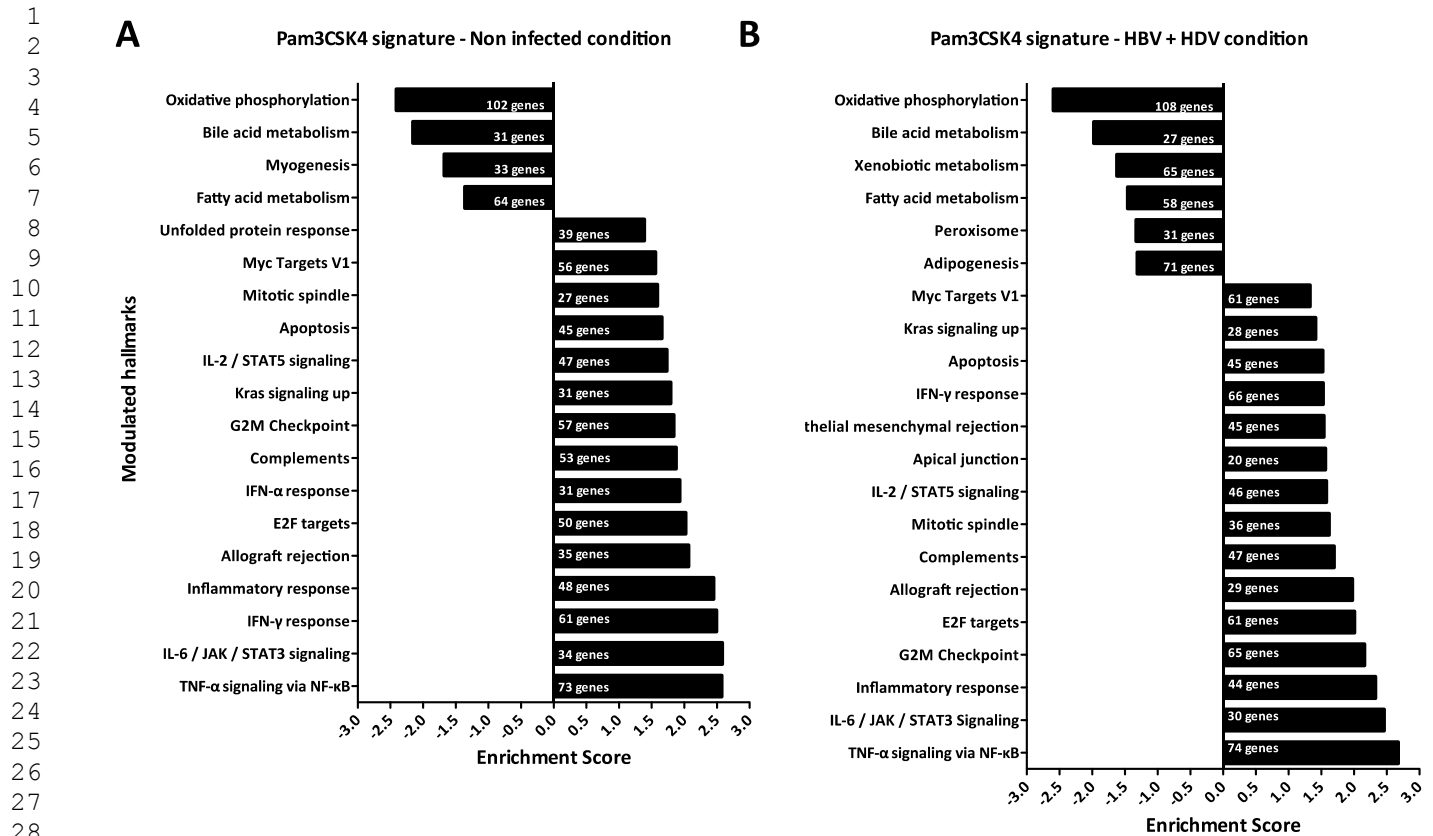 1
2
3
4
5
6
7
8
9
10
11
12
13
14
15
16
17
18
19
20
21
22
23
24
25
26
27
28
A
Pam3CSK4 signature - Non infected condition
Modulated hallmarks
Oxidative phosphorylation 102 genes
Bile acid metabolism 31 genes
Myogenesis 33 genes
Fatty acid metabolism 64 genes
Unfolded protein response 39 genes
Myc Targets V1 56 genes
Mitotic spindle 27 genes
Apoptosis 45 genes
IL-2 / STAT5 signaling 47 genes
Kras signaling up 31 genes
G2M Checkpoint 57 genes
Complements 53 genes
IFN-α response 31 genes
E2F targets 50 genes
Allograft rejection 35 genes
Inflammatory response 48 genes
IFN-γ response 61 genes
IL-6 / JAK / STAT3 signaling 34 genes
TNF-α signaling via NF-κB 73 genes
-3.0 -2.5 -2.0 -1.5 -1.0 -0.5 0.0 0.5 1.0 1.5 2.0 2.5 3.0
Enrichment Score
B
Pam3CSK4 signature - HBV + HDV condition
Oxidative phosphorylation 108 genes
Bile acid metabolism 27 genes
Xenobiotic metabolism 65 genes
Fatty acid metabolism 58 genes
Peroxisome 31 genes
Adipogenesis 71 genes
Myc Targets V1 61 genes
Kras signaling up 28 genes
Apoptosis 45 genes
IFN-γ response 66 genes
thelial mesenchymal rejection 45 genes
Apical junction 20 genes
IL-2 / STAT5 signaling 46 genes
Mitotic spindle 36 genes
Complements 47 genes
Allograft rejection 29 genes
E2F targets 61 genes
G2M Checkpoint 65 genes
Inflammatory response 44 genes
IL-6 / JAK / STAT3 Signaling 30 genes
TNF-α signaling via NF-κB 74 genes
-3.0 -2.5 -2.0 -1.5 -1.0 -0.5 0.0 0.5 1.0 1.5 2.0 2.5 3.0
Enrichment Score